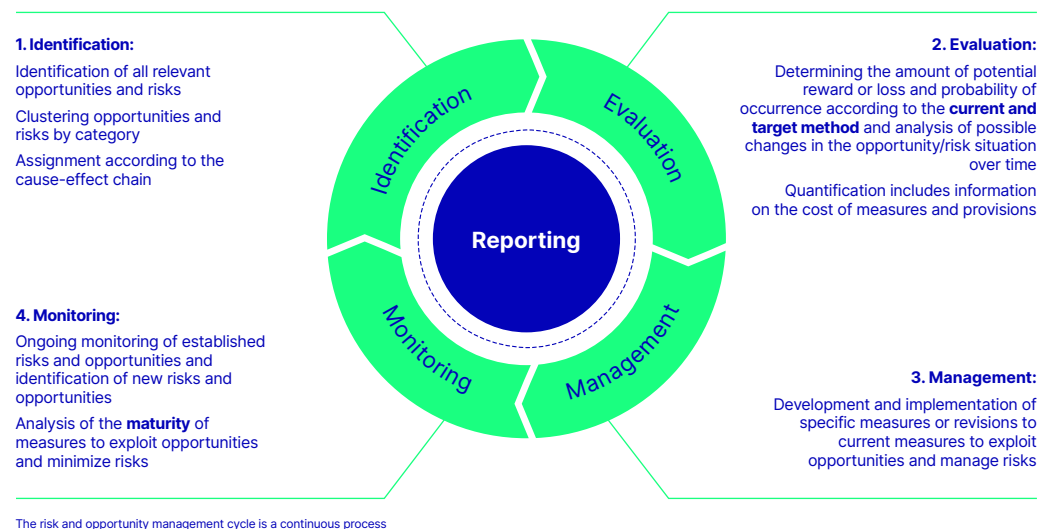 1. Identification:
Identification of all relevant
opportunities and risks
Clustering opportunities and
risks by category
Assignment according to the
cause-effect chain
2. Evaluation:
Determining the amount of potential
reward or loss and probability of
occurrence according to the current and
target method and analysis of possible
changes in the opportunity/risk situation
over time
Quantification includes information
on the cost of measures and provisions
Identification
Evaluation
Reporting
Monitoring
Management
4. Monitoring:
Ongoing monitoring of established
risks and opportunities and
identification of new risks and
opportunities
Analysis of the maturity of
measures to exploit opportunities
and minimize risks
3. Management:
Development and implementation of
specific measures or revisions to
current measures to exploit
opportunities and manage risks
The risk and opportunity management cycle is a continuous process